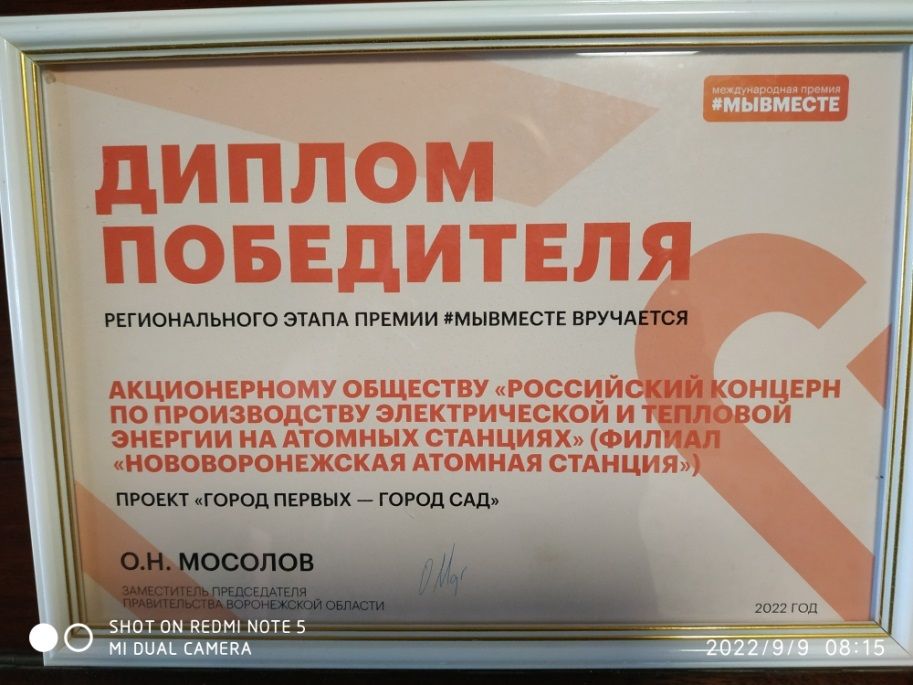 международная премия
#МЫВМЕСТЕ
ДИПЛОМ
ПОБЕДИТЕЛЯ
РЕГИОНАЛЬНОГО ЭТАПА ПРЕМИИ #МЫВМЕСТЕ ВРУЧАЕТСЯ
АКЦИОНЕРНОМУ ОБЩЕСТВУ «РОССИЙСКИЙ КОНЦЕРН
ПО ПРОИЗВОДСТВУ ЭЛЕКТРИЧЕСКОЙ И ТЕПЛОВОЙ
ЭНЕРГИИ НА АТОМНЫХ СТАНЦИЯХ» (ФИЛИАЛ
«НОВОВОРОНЕЖСКАЯ АТОМНАЯ СТАНЦИЯ»)
ПРОЕКТ «ГОРОД ПЕРВЫХ — ГОРОД САД»
О.Н. МОСОЛОВ
ЗАМЕСТИТЕЛЬ ПРЕДСЕДАТЕЛЯ
ПРАВИТЕЛЬСТВА ВОРОНЕЖСКОЙ ОБЛАСТИ
2022 ГОД
SHOT ON REDMI NOTE 5
MI DUAL CAMERA
2022/9/9 08:15